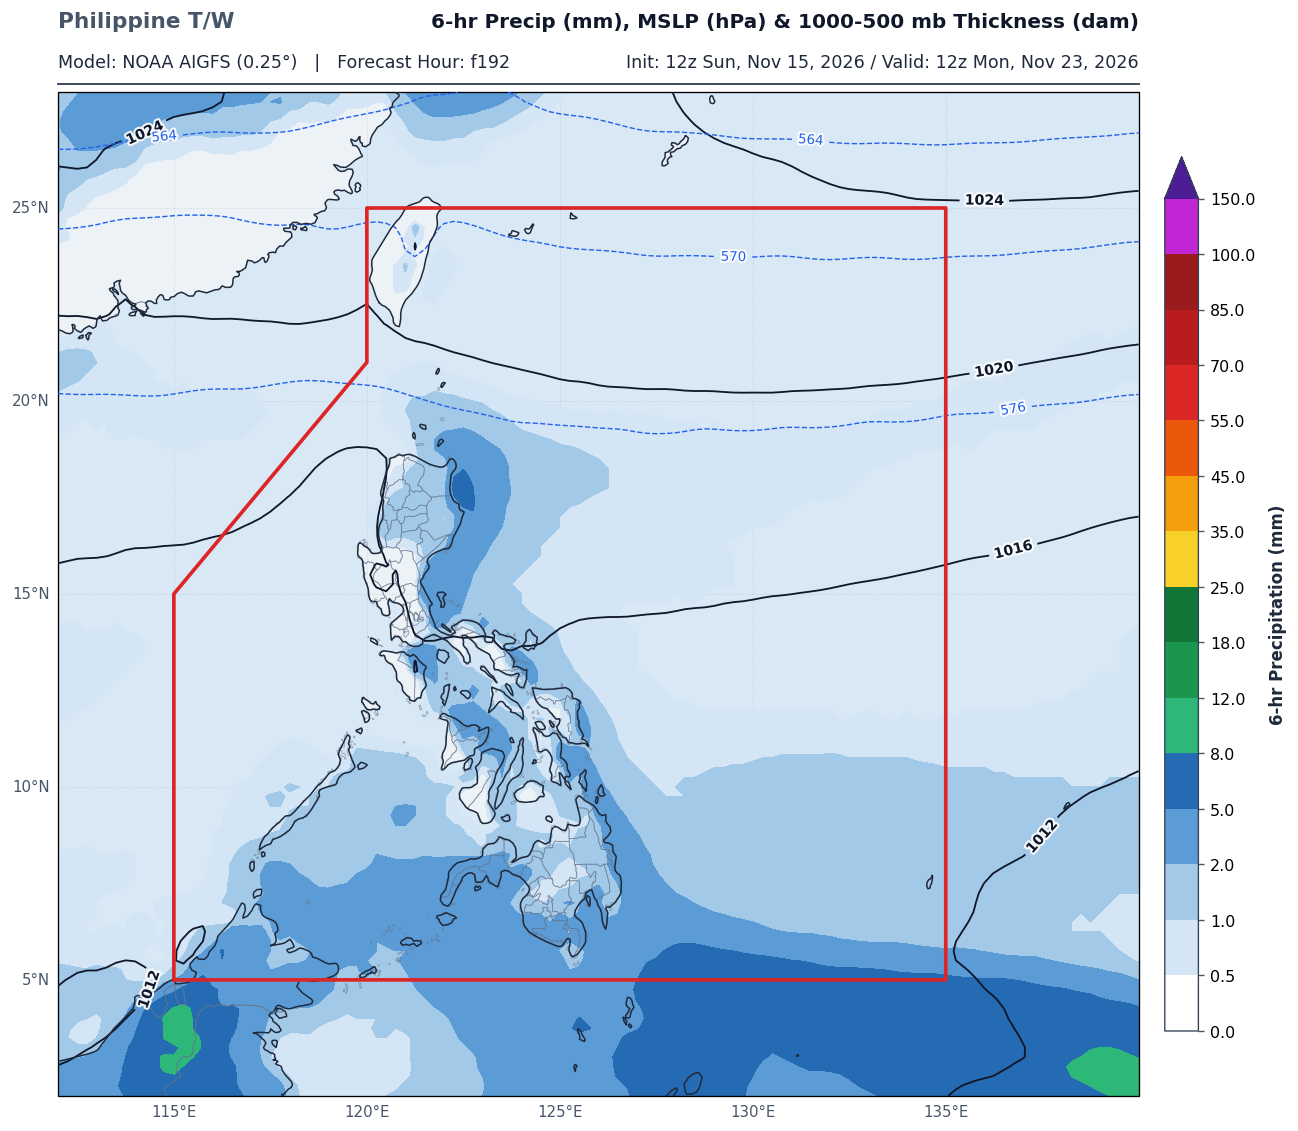 Philippine T/W
6-hr Precip (mm), MSLP (hPa) & 1000-500 mb Thickness (dam)
Model: NOAA AIGFS (0.25°) | Forecast Hour: f192
Init: 12z Sun, Nov 15, 2026 / Valid: 12z Mon, Nov 23, 2026
1024
564
564
1024
570
1020
576
1016
1012
1012
25°N
20°N
15°N
10°N
5°N
115°E
120°E
125°E
130°E
135°E
150.0
100.0
85.0
70.0
55.0
45.0
35.0
25.0
18.0
12.0
8.0
5.0
2.0
1.0
0.5
0.0
6-hr Precipitation (mm)